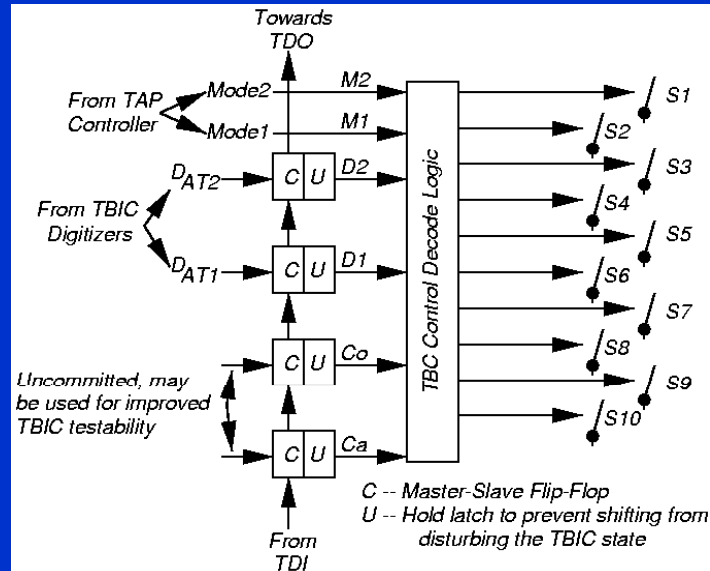 Towards
TDO
From TAP
Controller
Mode2
Mode1
M2
M1
D AT2
C U
D2
From TBIC
Digitizers
D AT1
C U
D1
Uncommitted, may
be used for improved
TBIC testability
C U
Co
C U
Ca
From
TDI
TBC Control Decode Logic
S1
S2
S3
S4
S5
S6
S7
S8
S9
S10
C -- Master-Slave Flip-Flop
U -- Hold latch to prevent shifting from
disturbing the TBIC state